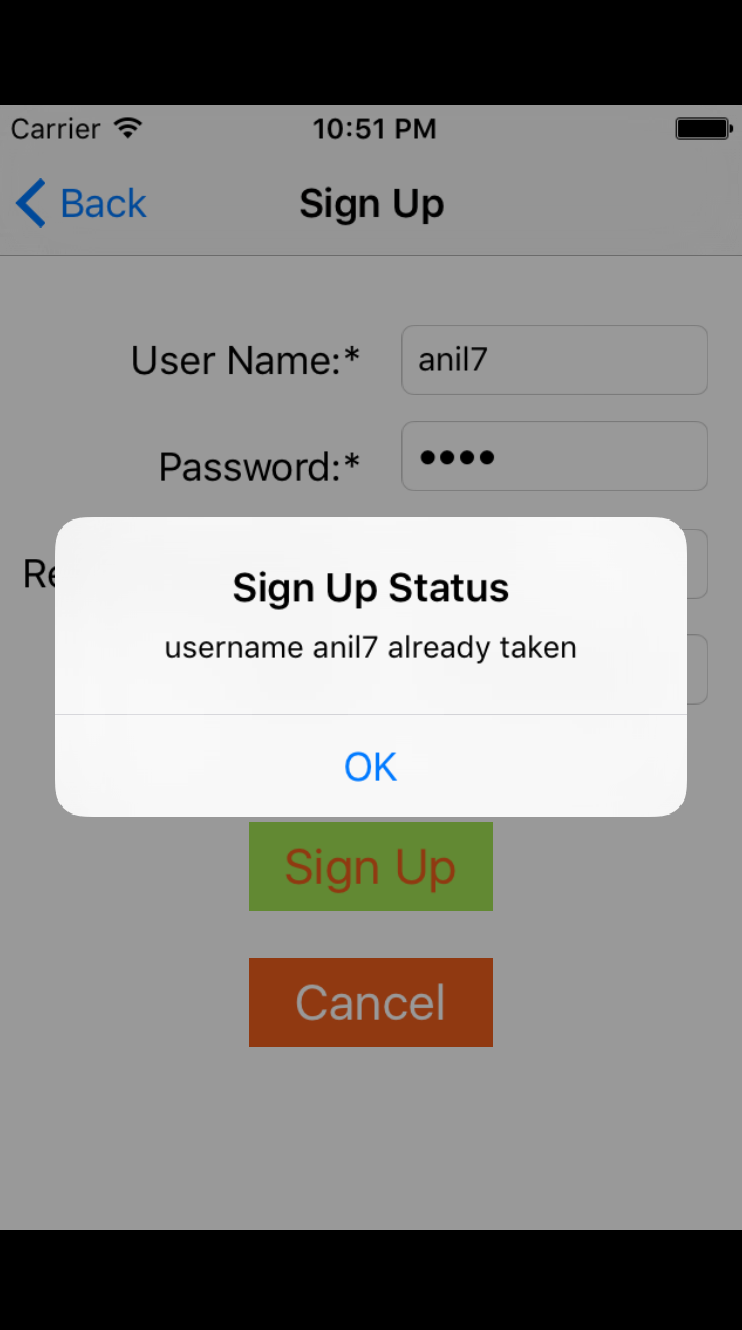 Carrier 10:51 PM
Back Sign Up
User Name:* anil7
Password:*
Sign Up Status
username anil7 already taken
OK
Sign Up
Cancel